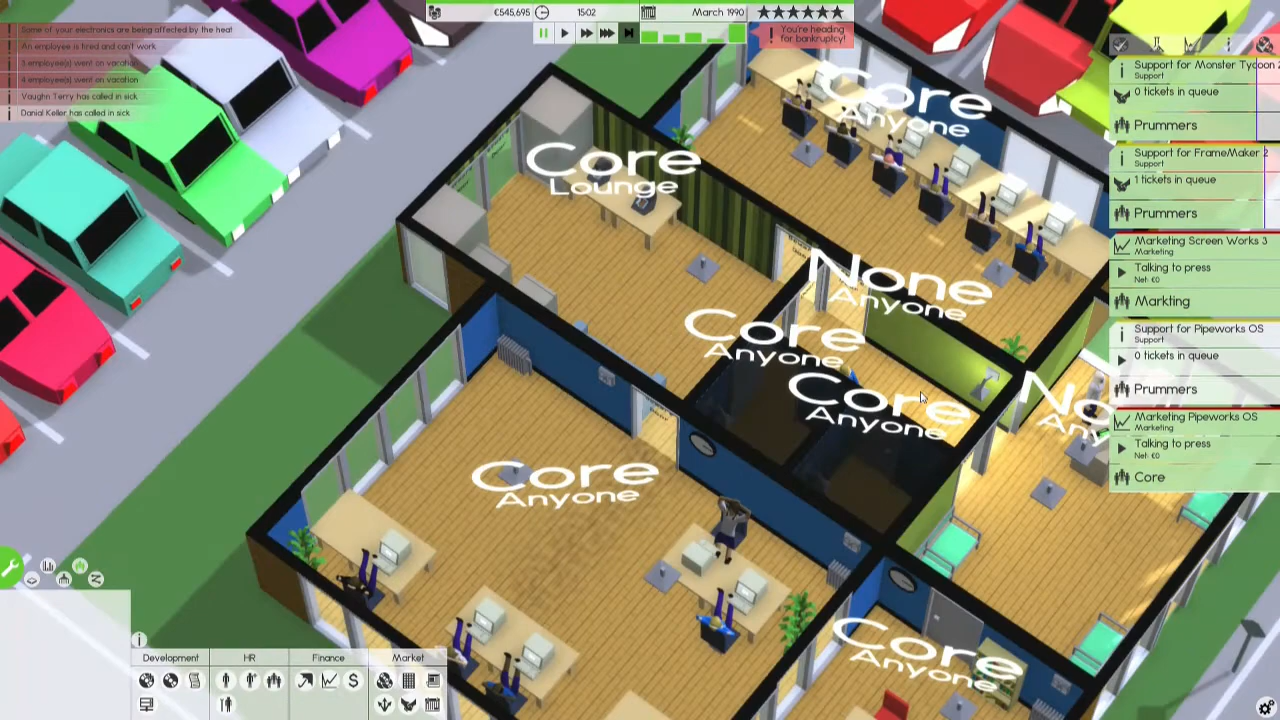 €545,695
1502
March 1990
You're heading
for bankruptcy!
Some of your electronics are being affected by the heat
An employee is tired and can't work
3 employee(s) went on vacation
4 employee(s) went on vacation
Vaughn Terry has called in sick
Danial Keller has called in sick
Support for Monster Tycoon 2
Support
0 tickets in queue
Prummers
Support for FrameMaker 2
Support
1 tickets in queue
Prummers
Marketing Screen Works 3
Marketing
Talking to press
Net: €0
Markting
Support for Pipeworks OS
Support
0 tickets in queue
Prummers
Marketing Pipeworks OS
Marketing
Talking to press
Net: €0
Core
Core
Anyone
Core
Lounge
None
Anyone
Core
Anyone
Core
Anyone
No
Any
Core
Anyone
Core
Anyone
Development
HR
Finance
Market